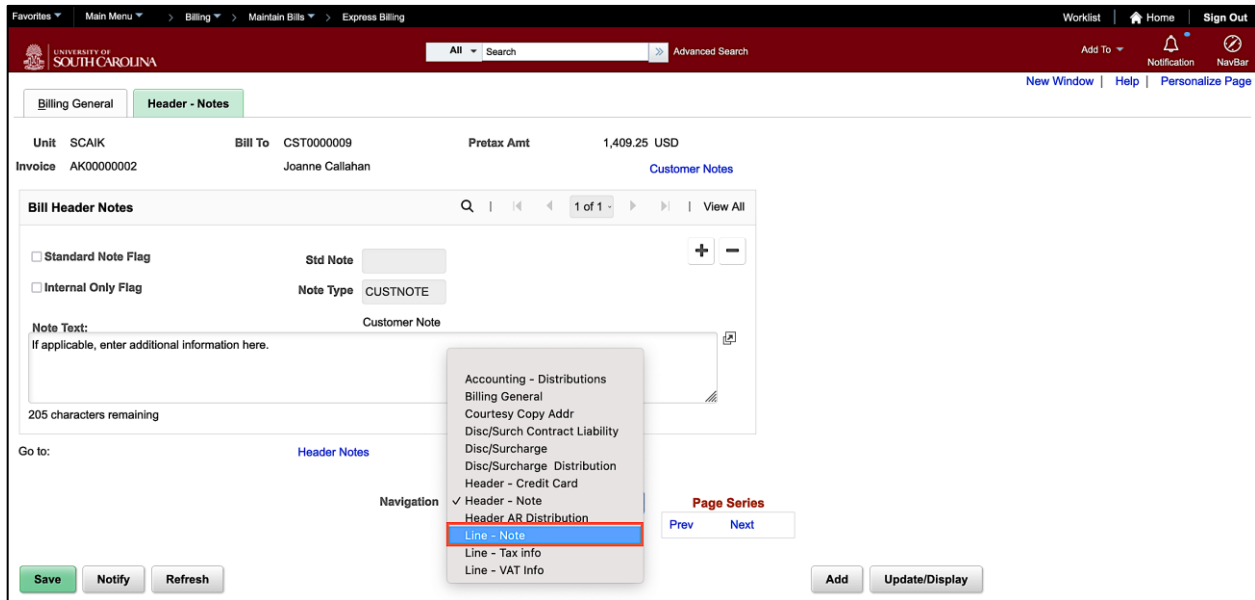 Favorites Main Menu > Billing > Maintain Bills > Express Billing Worklist Home Sign Out
UNIVERSITY OF
SOUTH CAROLINA
All Search » Advanced Search
Add To
Notification
NavBar
New Window | Help | Personalize Page
Billing General Header - Notes
Unit SCAIK Bill To CST0000009 Pretax Amt 1,409.25 USD
Invoice AK00000002 Joanne Callahan Customer Notes
Bill Header Notes 1 of 1 | View All
Standard Note Flag Std Note
Internal Only Flag Note Type CUSTNOTE
Customer Note
Note Text:
If applicable, enter additional information here.
205 characters remaining
Go to: Header Notes
Navigation
Accounting - Distributions
Billing General
Courtesy Copy Addr
Disc/Surch Contract Liability
Disc/Surcharge
Disc/Surcharge Distribution
Header - Credit Card
✓ Header - Note
Header AR Distribution
Line - Note
Line - Tax info
Line - VAT Info
Page Series
Prev Next
Save Notify Refresh Add Update/Display